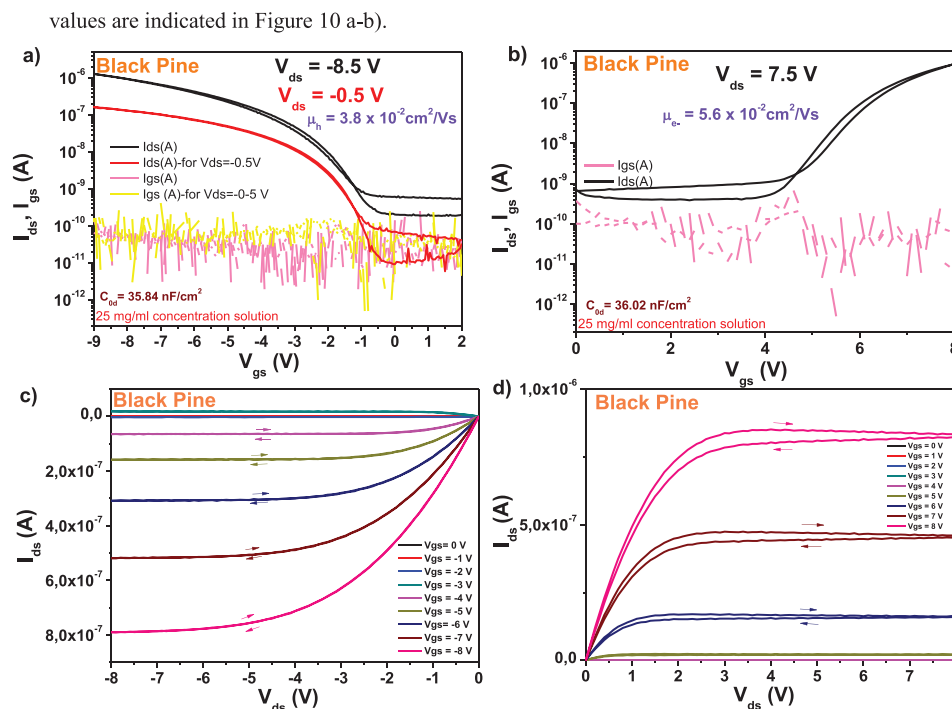 values are indicated in Figure 10 a-b).
a)
Black Pine
V_ds = -8.5 V
V_ds = -0.5 V
μ_h = 3.8 x 10^-2 cm^2/Vs
Ids(A)
Ids(A)-for Vds=-0.5V
Igs(A)
Igs (A)-for Vds=-0-5 V
C_0d = 35.84 nF/cm^2
25 mg/ml concentration solution
I_ds, I_gs (A)
10^-6
10^-7
10^-8
10^-9
10^-10
10^-11
10^-12
-9 -8 -7 -6 -5 -4 -3 -2 -1 0 1 2
V_gs (V)
b)
Black Pine
V_ds = 7.5 V
μ_e- = 5.6 x 10^-2 cm^2/Vs
Igs(A)
Ids(A)
C_0d = 36.02 nF/cm^2
25 mg/ml concentration solution
I_ds, I_gs (A)
10^-6
10^-7
10^-8
10^-9
10^-10
10^-11
10^-12
0 2 4 6 8
V_gs (V)
c)
Black Pine
I_ds (A)
0,0
2,0x10^-7
4,0x10^-7
6,0x10^-7
8,0x10^-7
Vgs= 0 V
Vgs = -1 V
Vgs = -2 V
Vgs = -3 V
Vgs = -4 V
Vgs = -5 V
Vgs= -6 V
Vgs = -7 V
Vgs = -8 V
-8 -7 -6 -5 -4 -3 -2 -1 0
V_ds (V)
d)
Black Pine
I_ds (A)
1,0x10^-6
5,0x10^-7
0,0
Vgs = 0 V
Vgs = 1 V
Vgs = 2 V
Vgs = 3 V
Vgs = 4 V
Vgs = 5 V
Vgs = 6 V
Vgs = 7 V
Vgs = 8 V
0 1 2 3 4 5 6 7
V_ds (V)